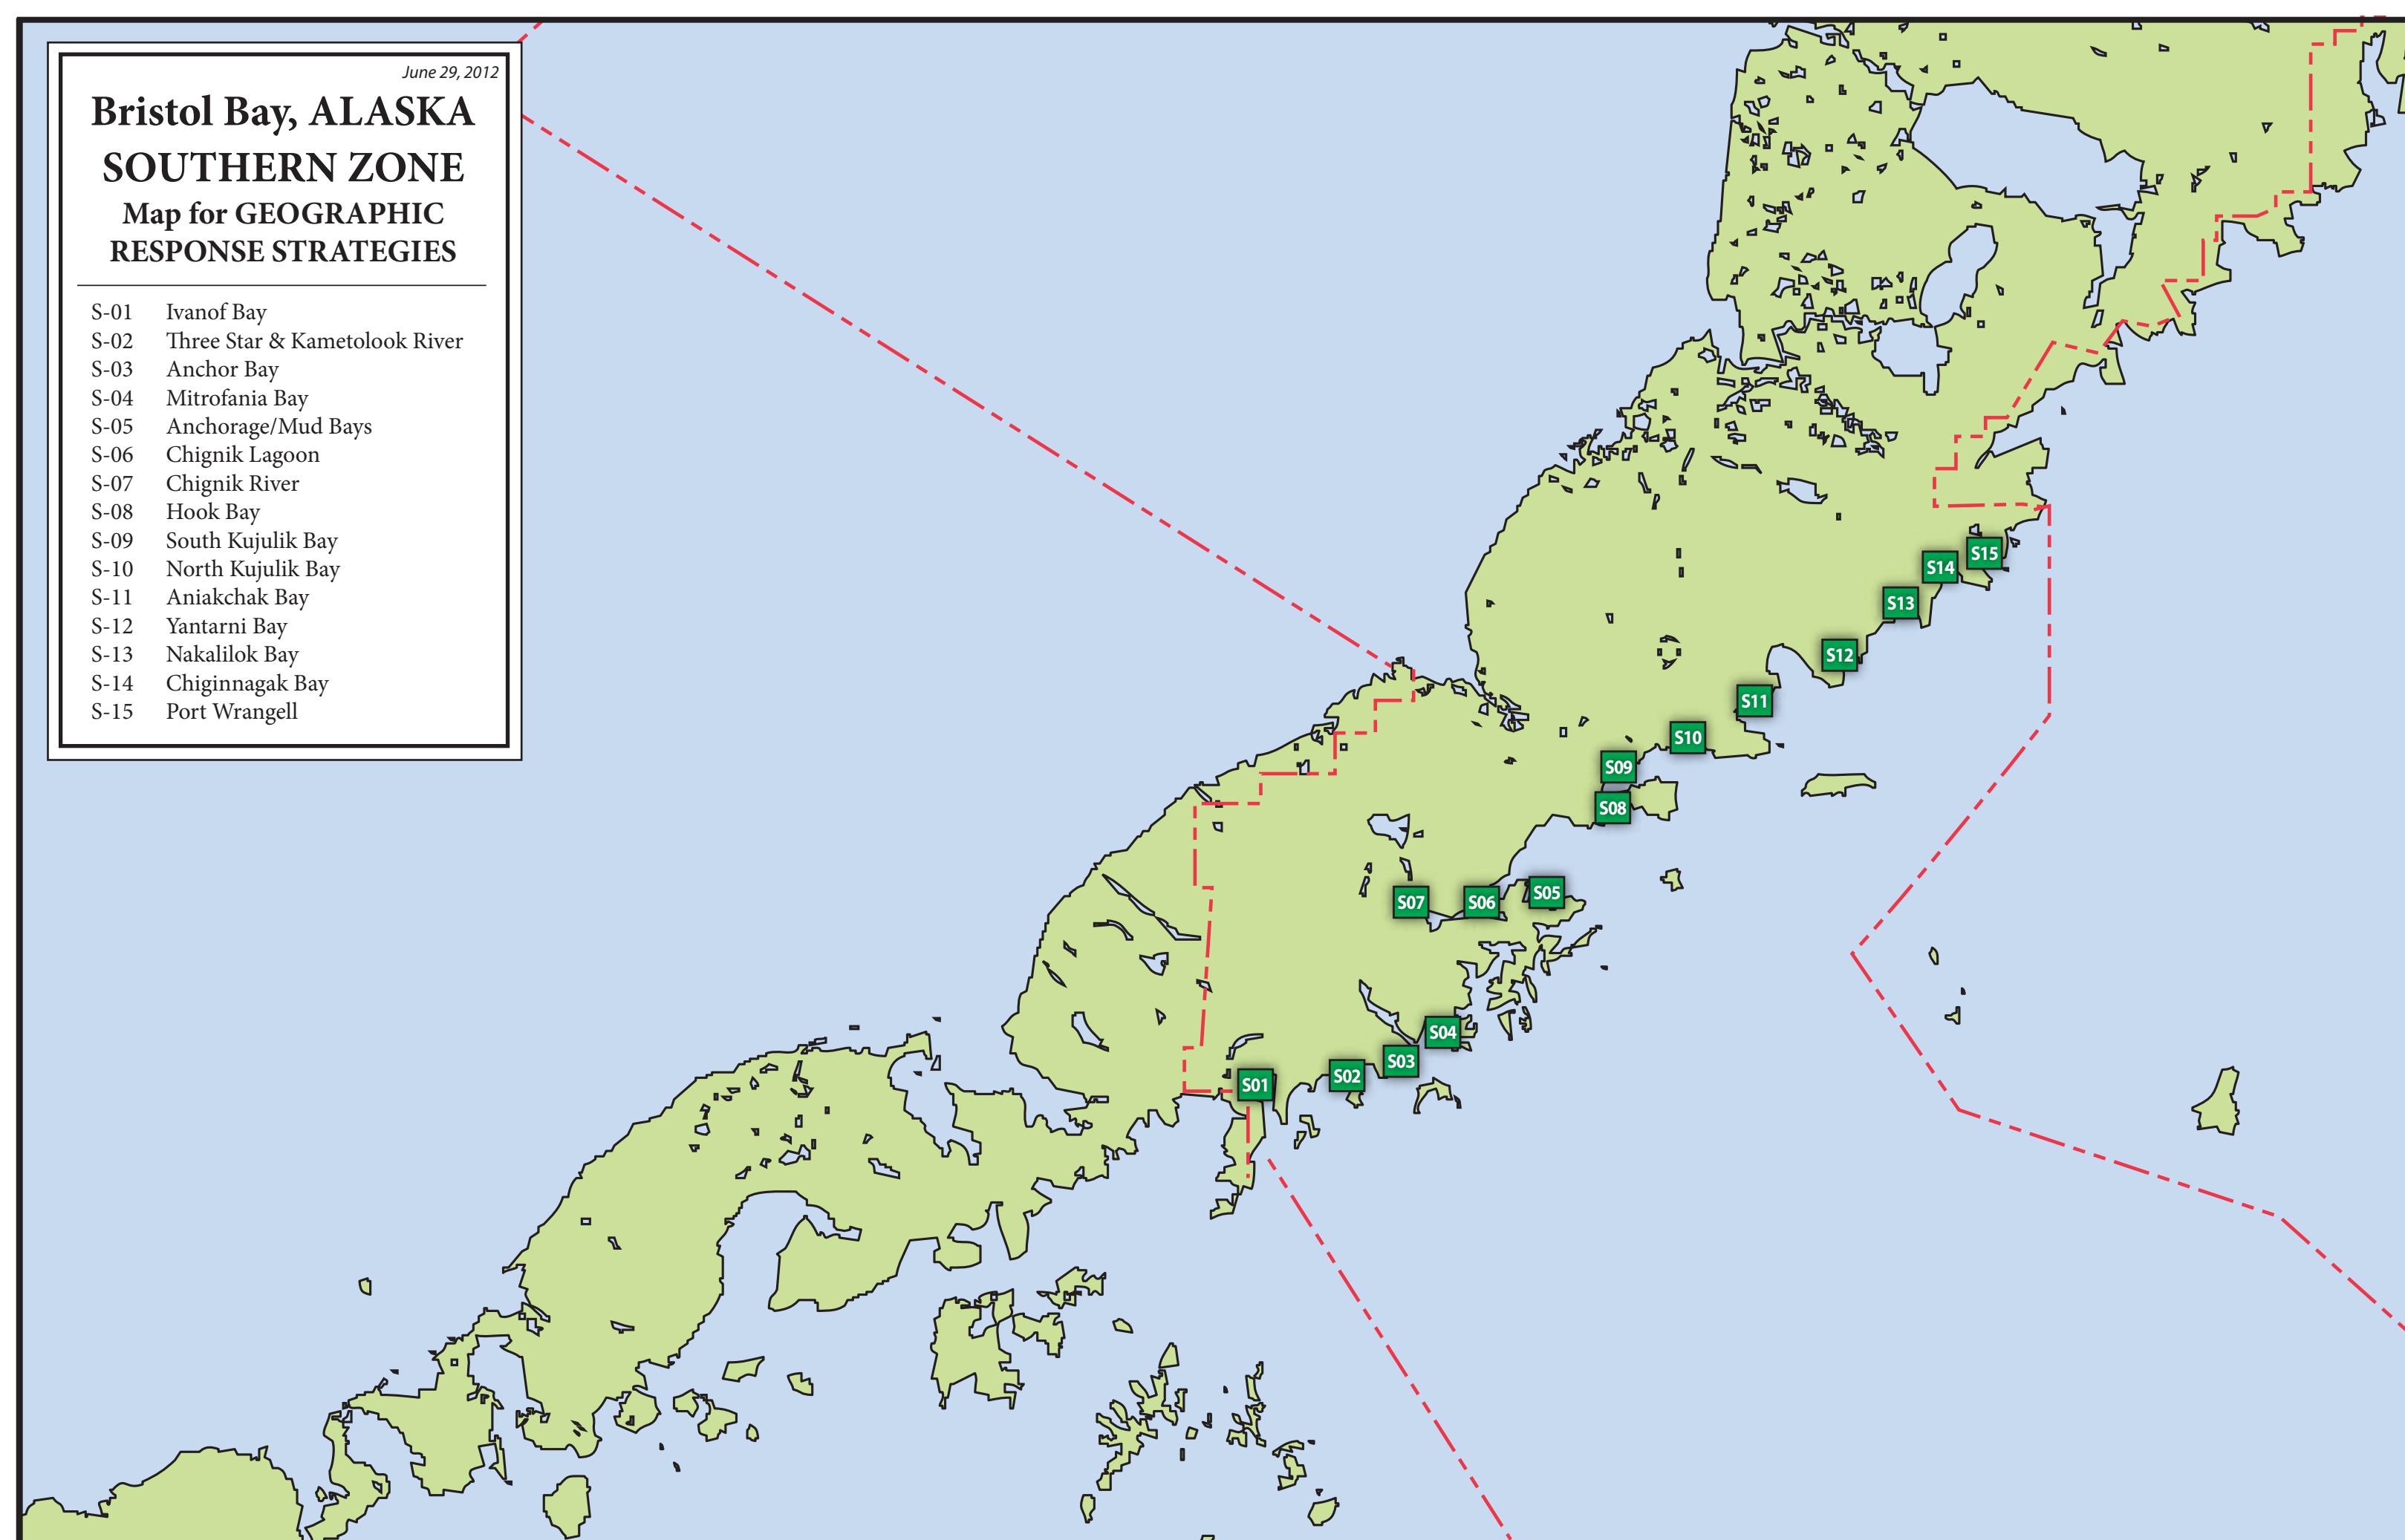 June 29, 2012
Bristol Bay, ALASKA
SOUTHERN ZONE
Map for GEOGRAPHIC
RESPONSE STRATEGIES
S-01 Ivanof Bay
S-02 Three Star & Kametolook River
S-03 Anchor Bay
S-04 Mitrofania Bay
S-05 Anchorage/Mud Bays
S-06 Chignik Lagoon
S-07 Chignik River
S-08 Hook Bay
S-09 South Kujulik Bay
S-10 North Kujulik Bay
S-11 Aniakchak Bay
S-12 Yantarni Bay
S-13 Nakalilok Bay
S-14 Chiginnagak Bay
S-15 Port Wrangell
S15
S14
S13
S12
S11
S10
S09
S08
S05
S07
S06
S04
S03
S02
S01